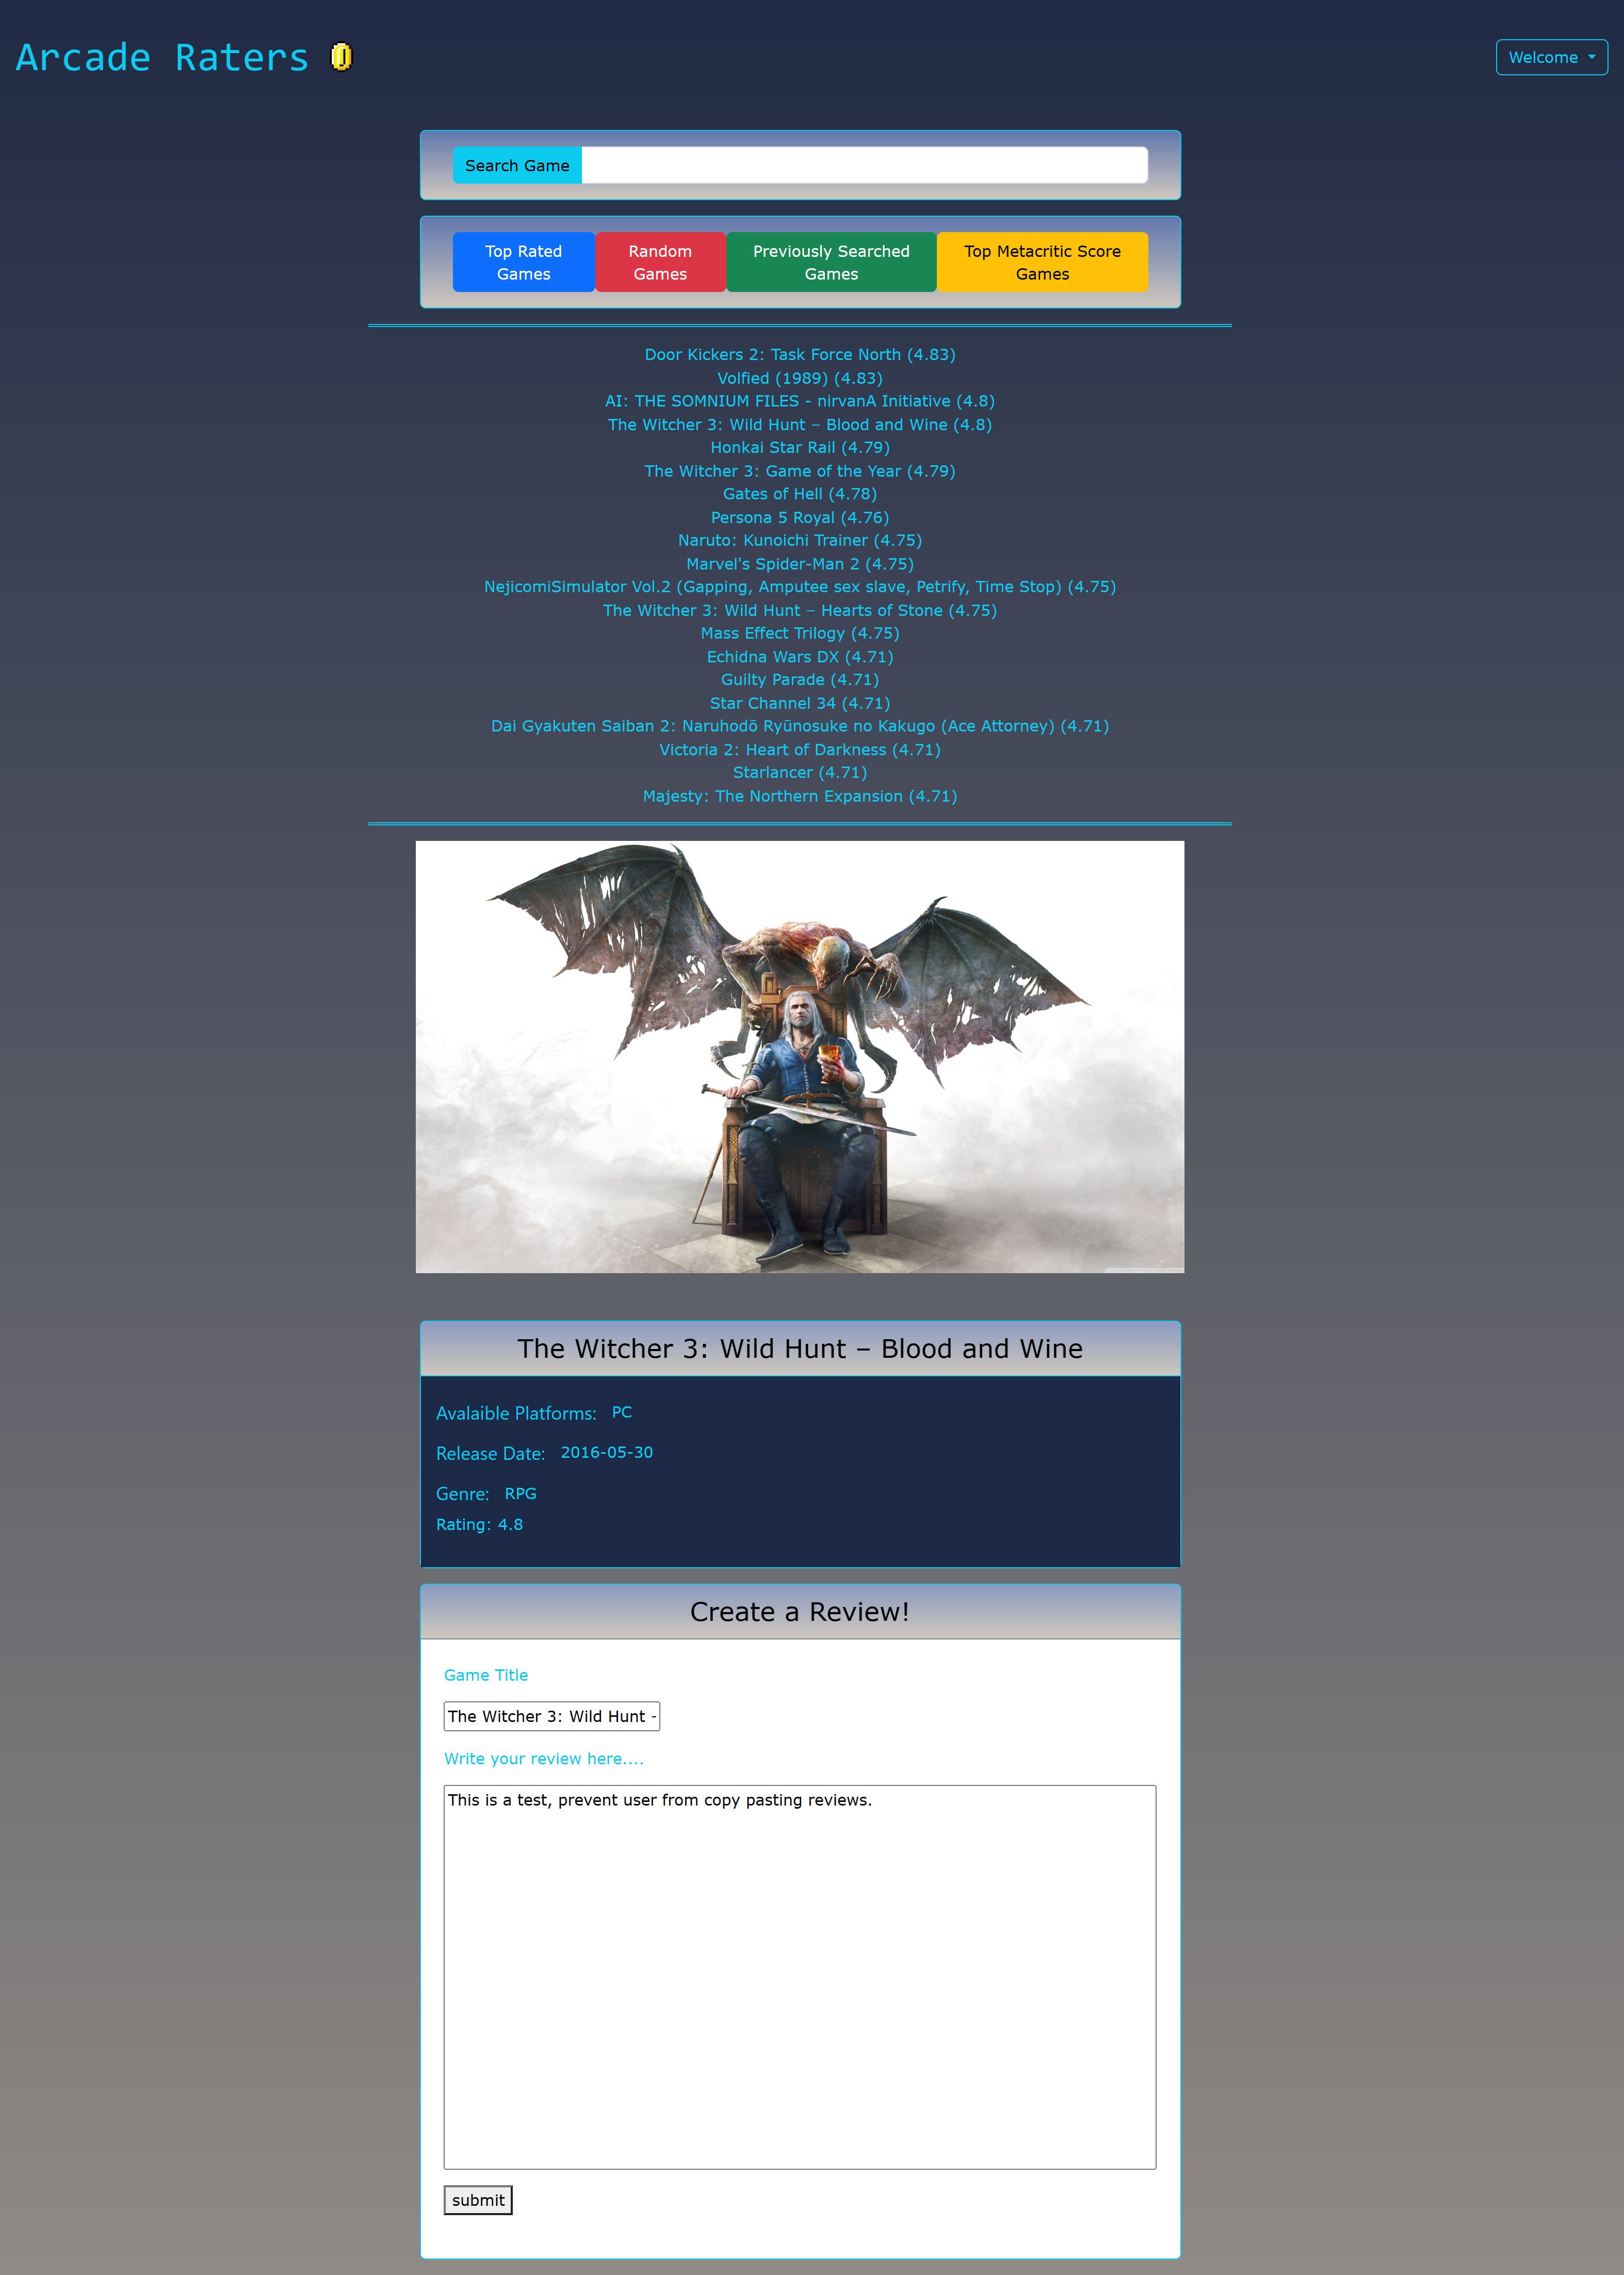 Arcade Raters
Welcome
Search Game
Top Rated Games
Random Games
Previously Searched Games
Top Metacritic Score Games
Door Kickers 2: Task Force North (4.83)
Volfied (1989) (4.83)
AI: THE SOMNIUM FILES - nirvanA Initiative (4.8)
The Witcher 3: Wild Hunt – Blood and Wine (4.8)
Honkai Star Rail (4.79)
The Witcher 3: Game of the Year (4.79)
Gates of Hell (4.78)
Persona 5 Royal (4.76)
Naruto: Kunoichi Trainer (4.75)
Marvel's Spider-Man 2 (4.75)
NejicomiSimulator Vol.2 (Gapping, Amputee sex slave, Petrify, Time Stop) (4.75)
The Witcher 3: Wild Hunt – Hearts of Stone (4.75)
Mass Effect Trilogy (4.75)
Echidna Wars DX (4.71)
Guilty Parade (4.71)
Star Channel 34 (4.71)
Dai Gyakuten Saiban 2: Naruhodō Ryūnosuke no Kakugo (Ace Attorney) (4.71)
Victoria 2: Heart of Darkness (4.71)
Starlancer (4.71)
Majesty: The Northern Expansion (4.71)
The Witcher 3: Wild Hunt – Blood and Wine
Avalaible Platforms: PC
Release Date: 2016-05-30
Genre: RPG
Rating: 4.8
Create a Review!
Game Title
The Witcher 3: Wild Hunt –
Write your review here....
This is a test, prevent user from copy pasting reviews.
submit